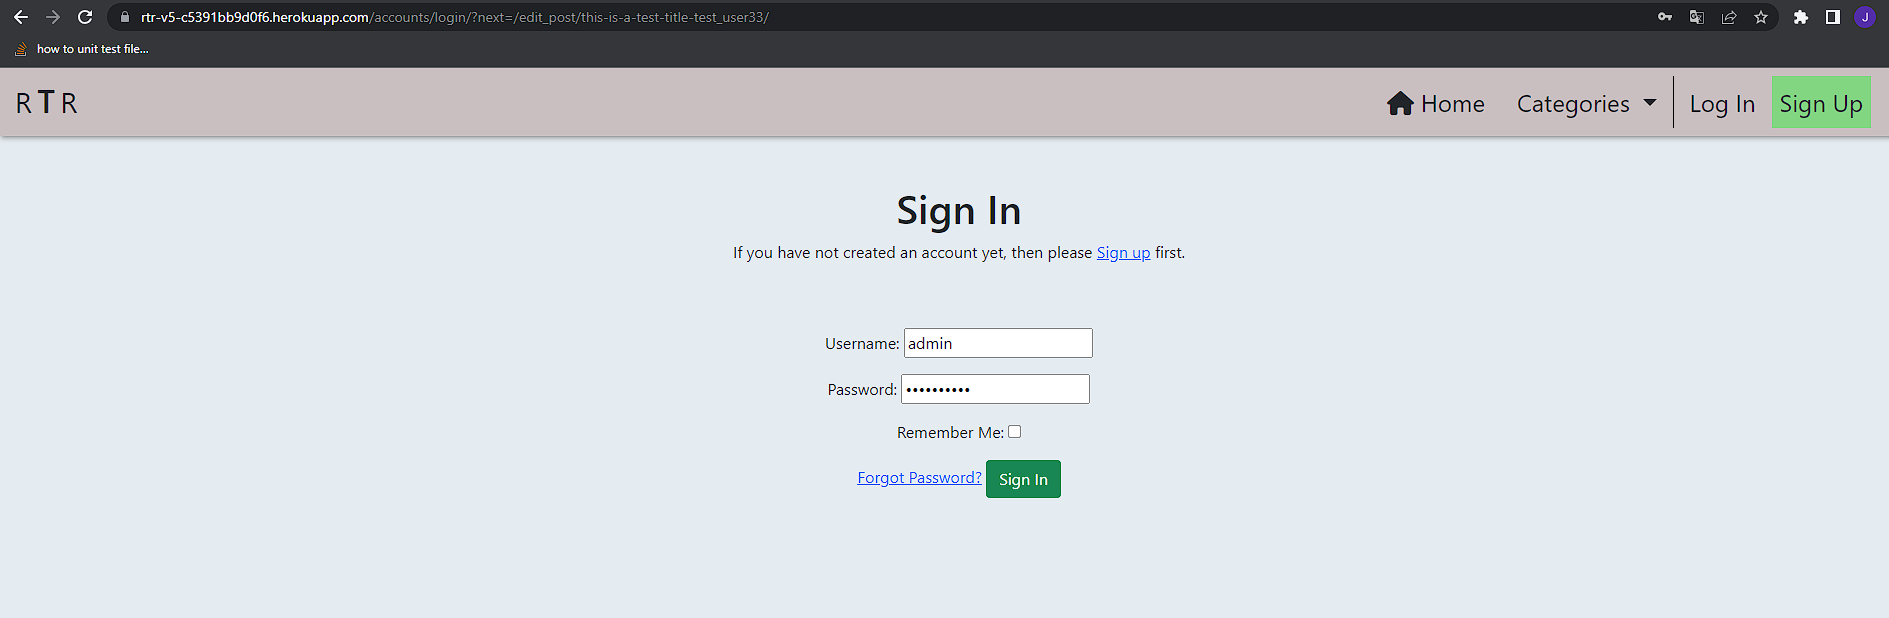 rtr-v5-c5391bb9d0f6.herokuapp.com/accounts/login/?next=/edit_post/this-is-a-test-title-test_user33/
J
how to unit test file...
R T R
Home Categories Log In Sign Up
Sign In
If you have not created an account yet, then please Sign up first.
Username: admin
Password: ••••••••••
Remember Me:
Forgot Password? Sign In